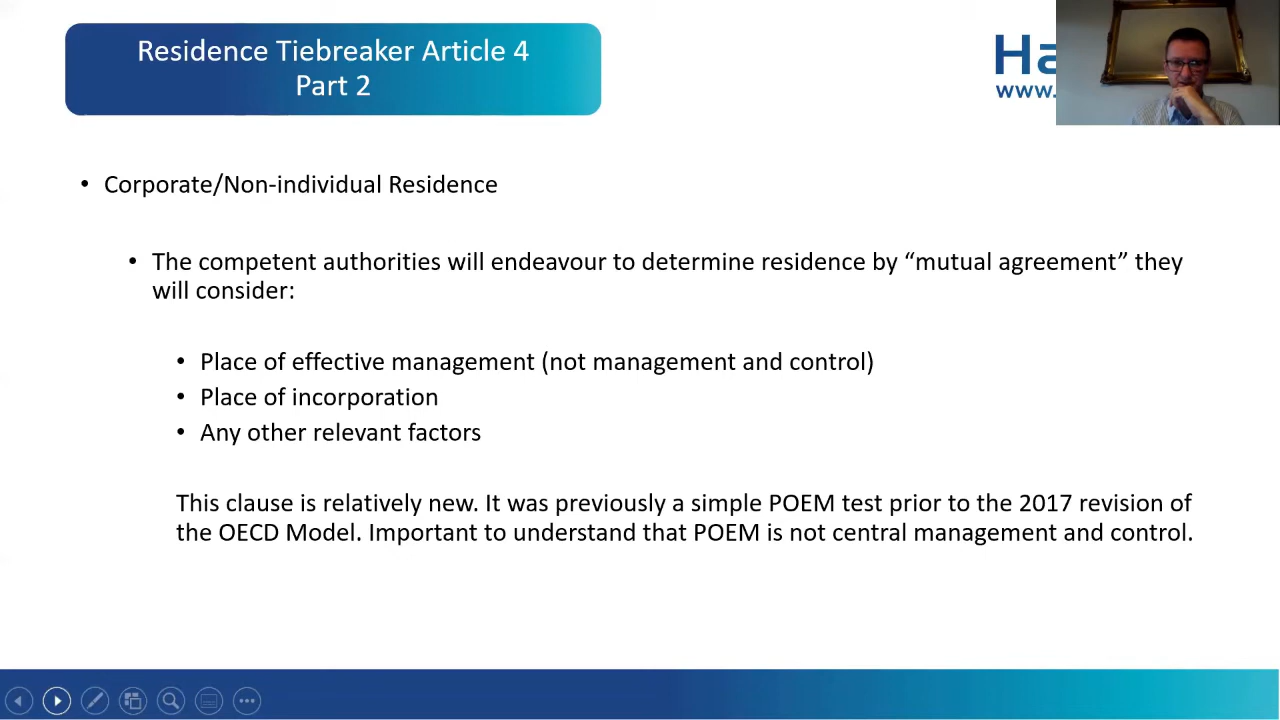 Residence Tiebreaker Article 4
Part 2
Ha
www.
• Corporate/Non-individual Residence
• The competent authorities will endeavour to determine residence by “mutual agreement” they
will consider:
• Place of effective management (not management and control)
• Place of incorporation
• Any other relevant factors
This clause is relatively new. It was previously a simple POEM test prior to the 2017 revision of
the OECD Model. Important to understand that POEM is not central management and control.